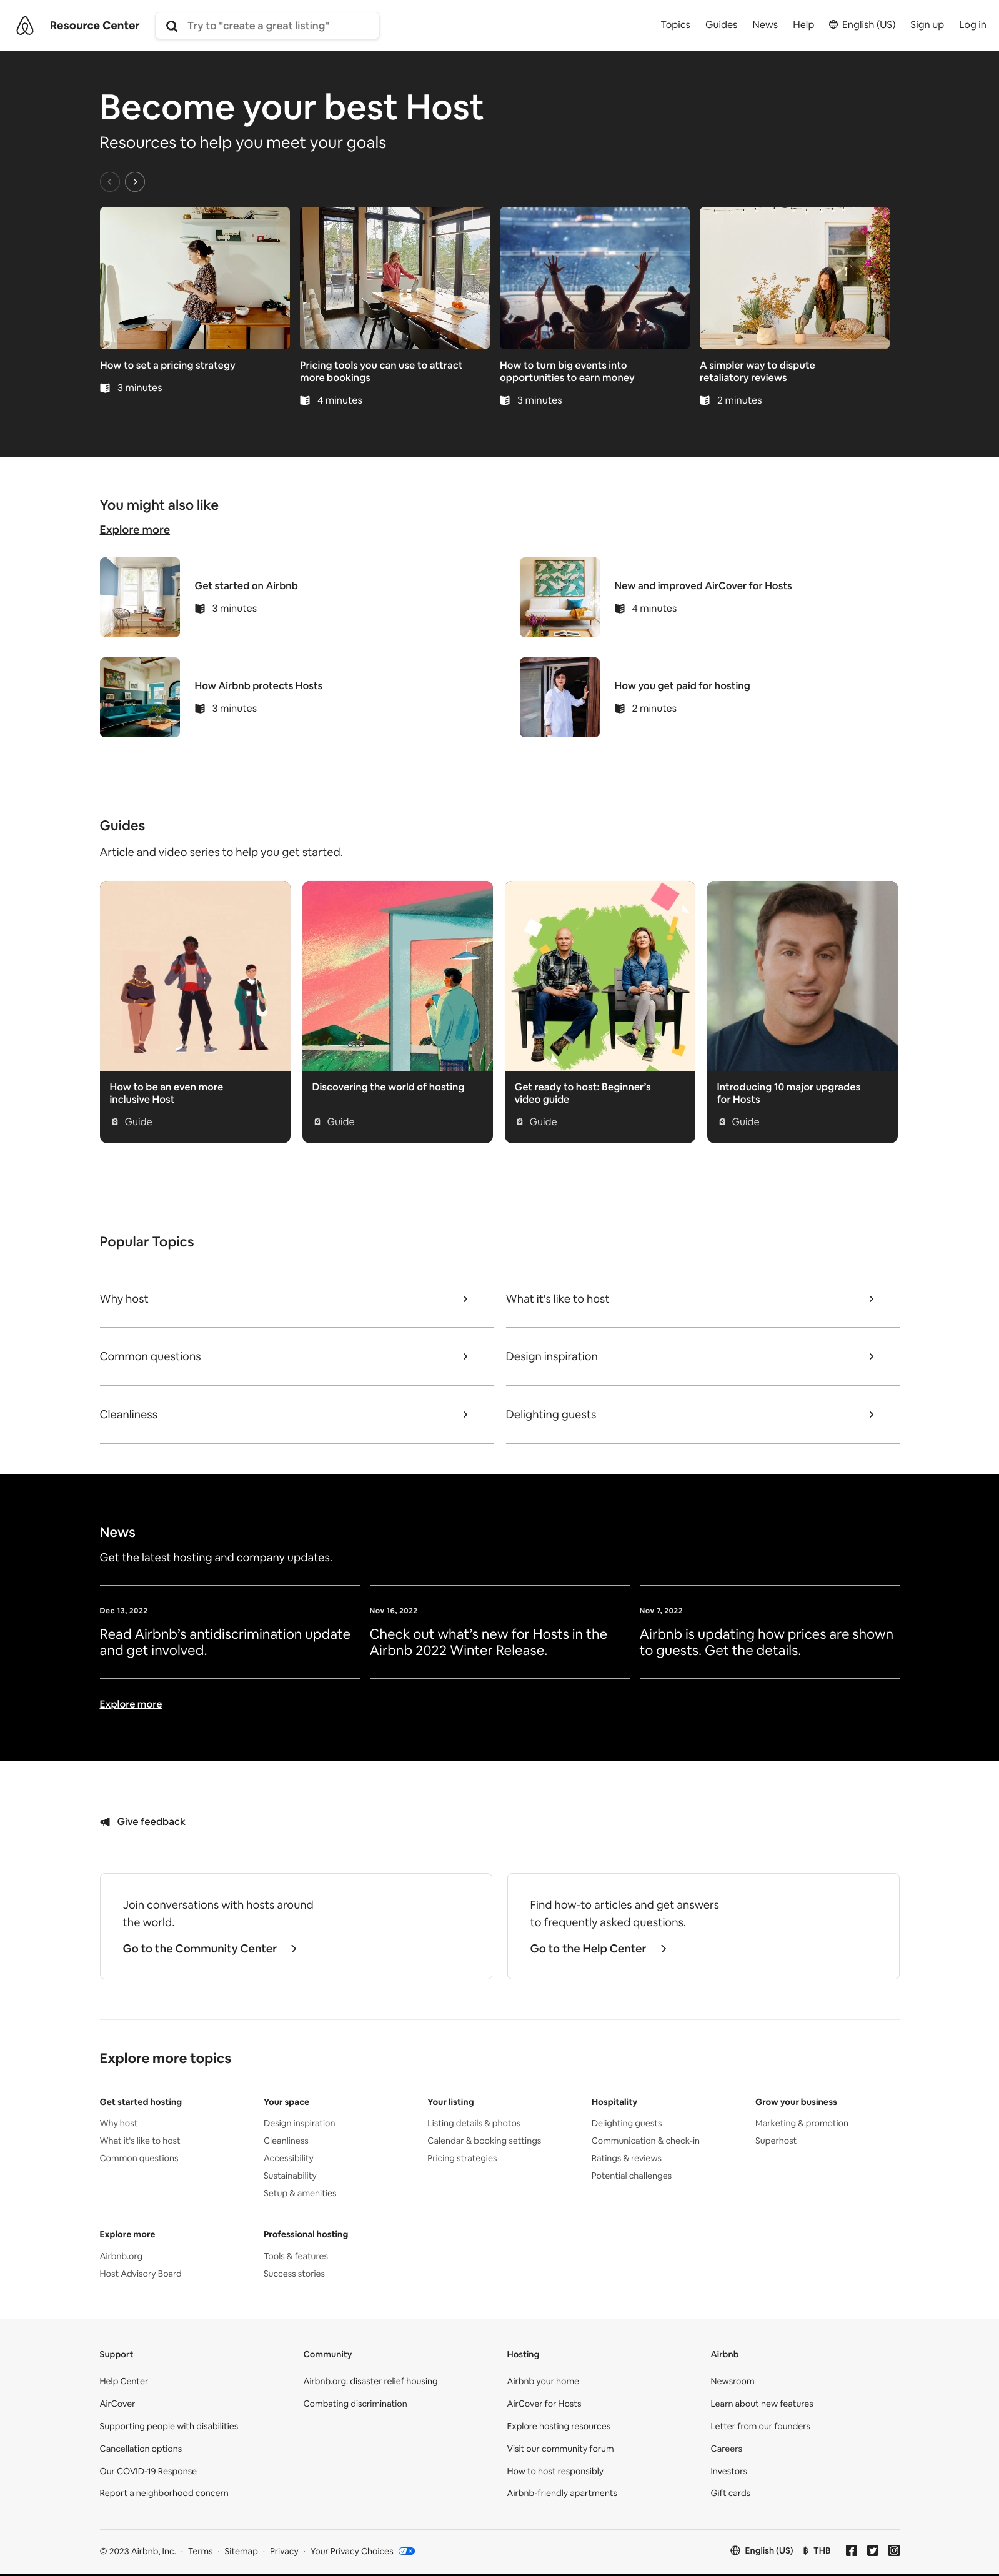 Resource Center
Try to "create a great listing"
Topics
Guides
News
Help
English (US)
Sign up
Log in
Become your best Host
Resources to help you meet your goals
How to set a pricing strategy
3 minutes
Pricing tools you can use to attract
more bookings
4 minutes
How to turn big events into
opportunities to earn money
3 minutes
A simpler way to dispute
retaliatory reviews
2 minutes
You might also like
Explore more
Get started on Airbnb
3 minutes
New and improved AirCover for Hosts
4 minutes
How Airbnb protects Hosts
3 minutes
How you get paid for hosting
2 minutes
Guides
Article and video series to help you get started.
How to be an even more
inclusive Host
Guide
Discovering the world of hosting
Guide
Get ready to host: Beginner’s
video guide
Guide
Introducing 10 major upgrades
for Hosts
Guide
Popular Topics
Why host
What it's like to host
Common questions
Design inspiration
Cleanliness
Delighting guests
News
Get the latest hosting and company updates.
Dec 13, 2022
Read Airbnb’s antidiscrimination update
and get involved.
Nov 16, 2022
Check out what’s new for Hosts in the
Airbnb 2022 Winter Release.
Nov 7, 2022
Airbnb is updating how prices are shown
to guests. Get the details.
Explore more
Give feedback
Join conversations with hosts around
the world.
Go to the Community Center
Find how-to articles and get answers
to frequently asked questions.
Go to the Help Center
Explore more topics
Get started hosting
Why host
What it's like to host
Common questions
Your space
Design inspiration
Cleanliness
Accessibility
Sustainability
Setup & amenities
Your listing
Listing details & photos
Calendar & booking settings
Pricing strategies
Hospitality
Delighting guests
Communication & check-in
Ratings & reviews
Potential challenges
Grow your business
Marketing & promotion
Superhost
Explore more
Airbnb.org
Host Advisory Board
Professional hosting
Tools & features
Success stories
Support
Help Center
AirCover
Supporting people with disabilities
Cancellation options
Our COVID-19 Response
Report a neighborhood concern
Community
Airbnb.org: disaster relief housing
Combating discrimination
Hosting
Airbnb your home
AirCover for Hosts
Explore hosting resources
Visit our community forum
How to host responsibly
Airbnb-friendly apartments
Airbnb
Newsroom
Learn about new features
Letter from our founders
Careers
Investors
Gift cards
© 2023 Airbnb, Inc. · Terms · Sitemap · Privacy · Your Privacy Choices
English (US)
฿ THB